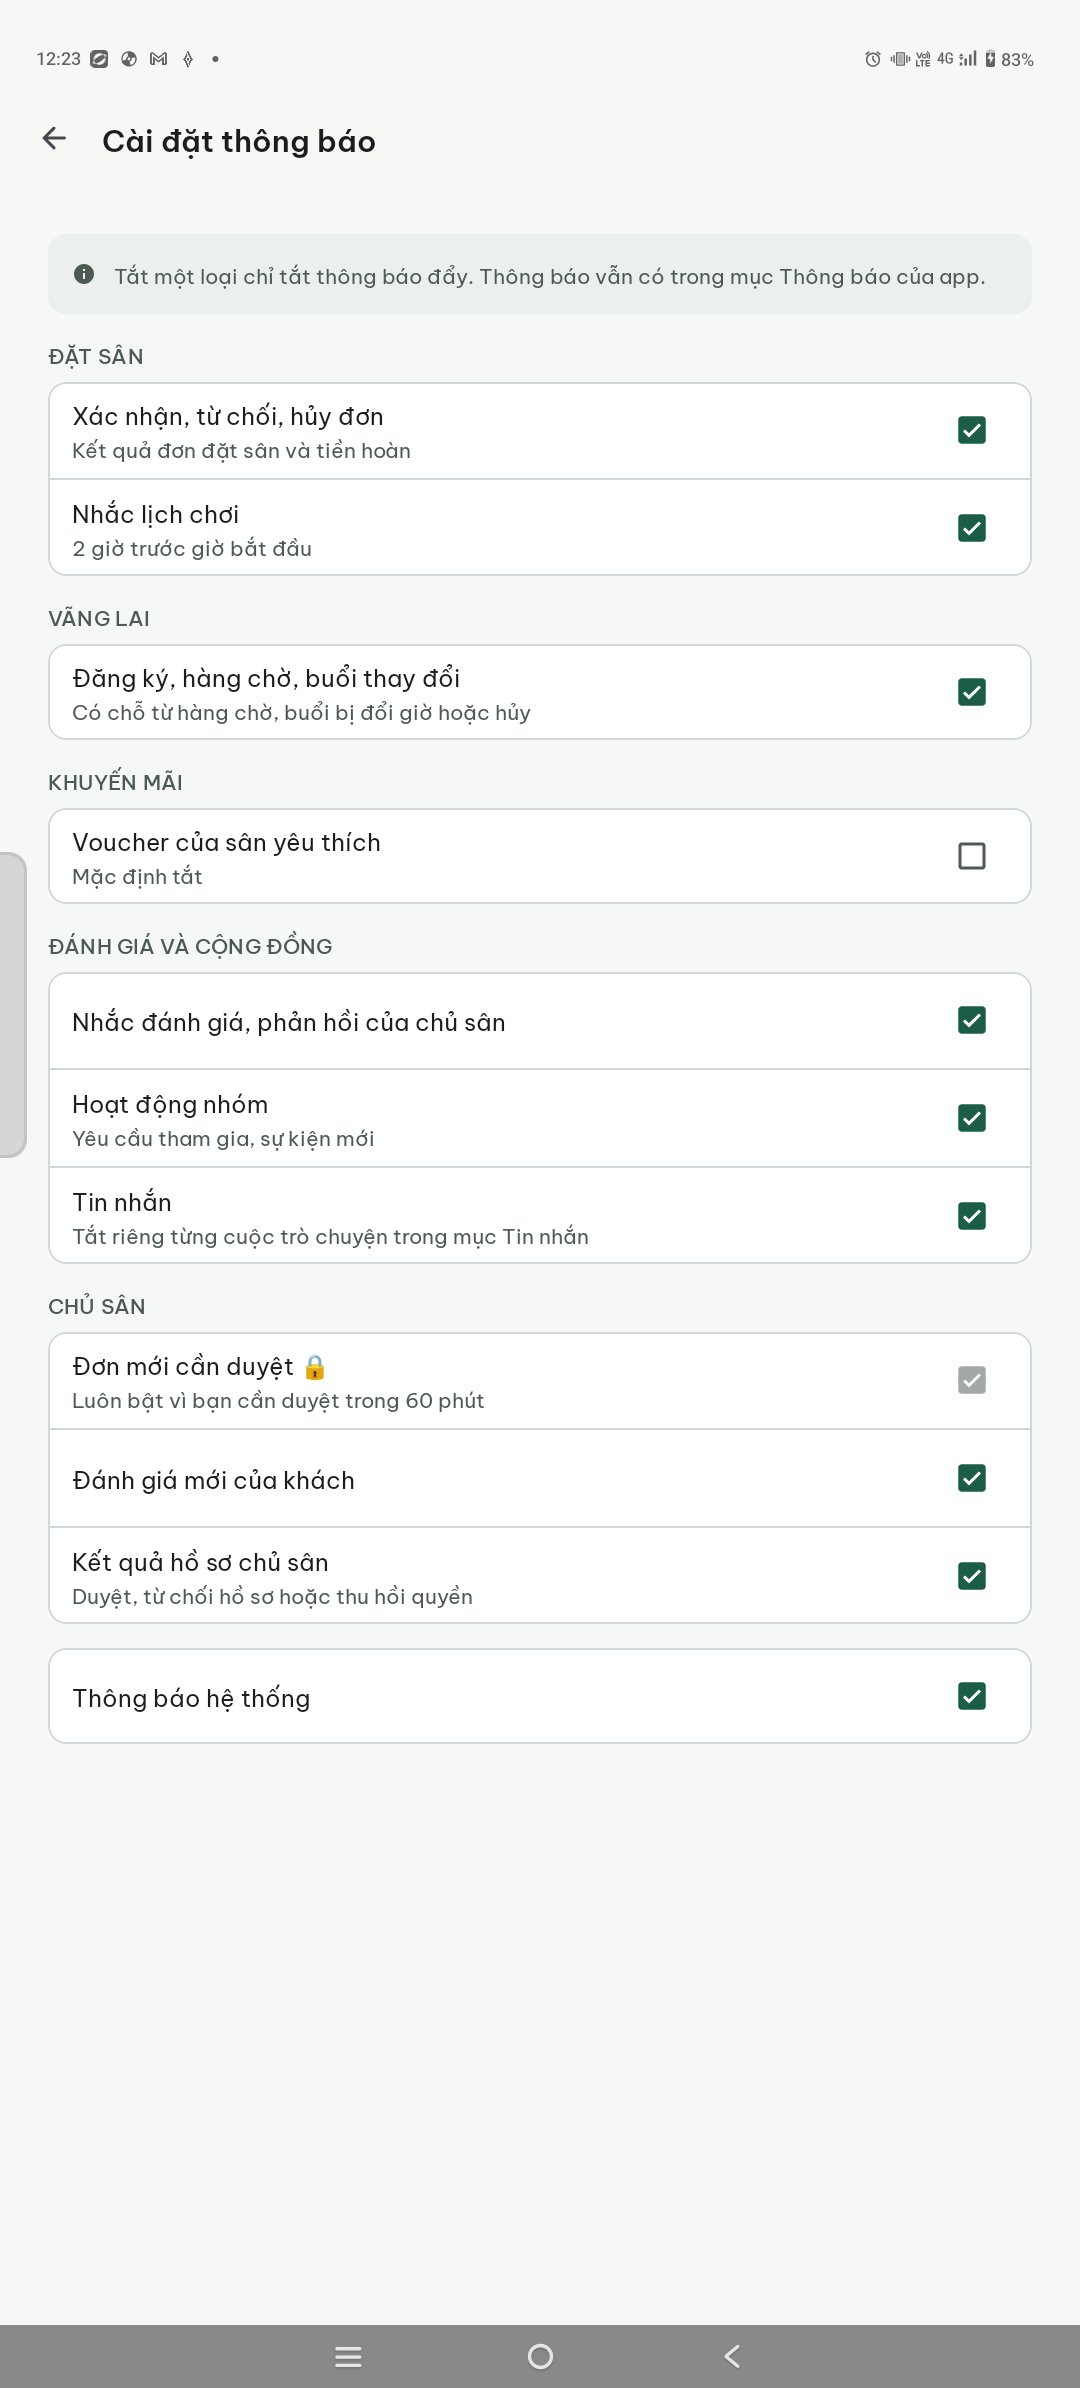 12:23
4G
83%
Cài đặt thông báo
Tắt một loại chỉ tắt thông báo đẩy. Thông báo vẫn có trong mục Thông báo của app.
ĐẶT SÂN
Xác nhận, từ chối, hủy đơn
Kết quả đơn đặt sân và tiền hoàn
Nhắc lịch chơi
2 giờ trước giờ bắt đầu
VÃNG LAI
Đăng ký, hàng chờ, buổi thay đổi
Có chỗ từ hàng chờ, buổi bị đổi giờ hoặc hủy
KHUYẾN MÃI
Voucher của sân yêu thích
Mặc định tắt
ĐÁNH GIÁ VÀ CỘNG ĐỒNG
Nhắc đánh giá, phản hồi của chủ sân
Hoạt động nhóm
Yêu cầu tham gia, sự kiện mới
Tin nhắn
Tắt riêng từng cuộc trò chuyện trong mục Tin nhắn
CHỦ SÂN
Đơn mới cần duyệt 🔒
Luôn bật vì bạn cần duyệt trong 60 phút
Đánh giá mới của khách
Kết quả hồ sơ chủ sân
Duyệt, từ chối hồ sơ hoặc thu hồi quyền
Thông báo hệ thống